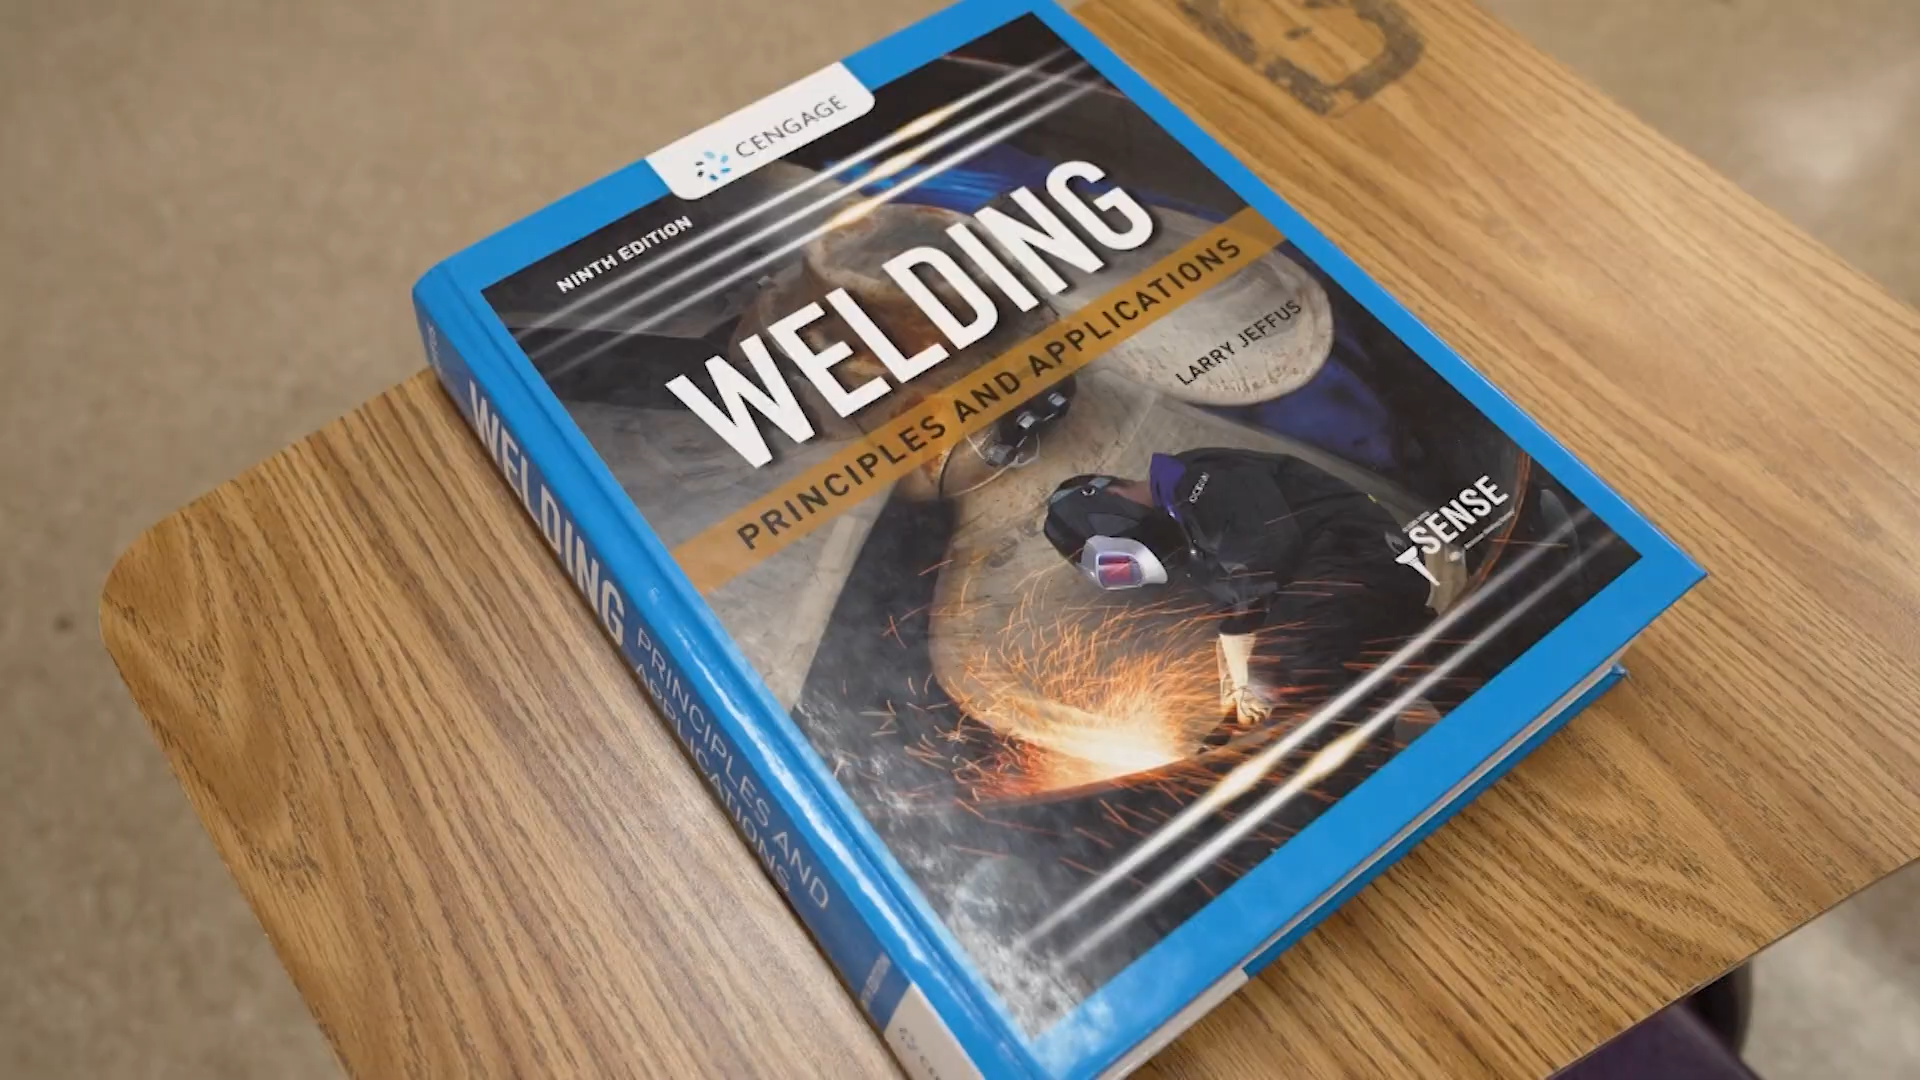 CENGAGE
NINTH EDITION
WELDING
PRINCIPLES AND APPLICATIONS
LARRY JEFFUS
SENSE
WELDING
PRINCIPLES AND
APPLICATIONS